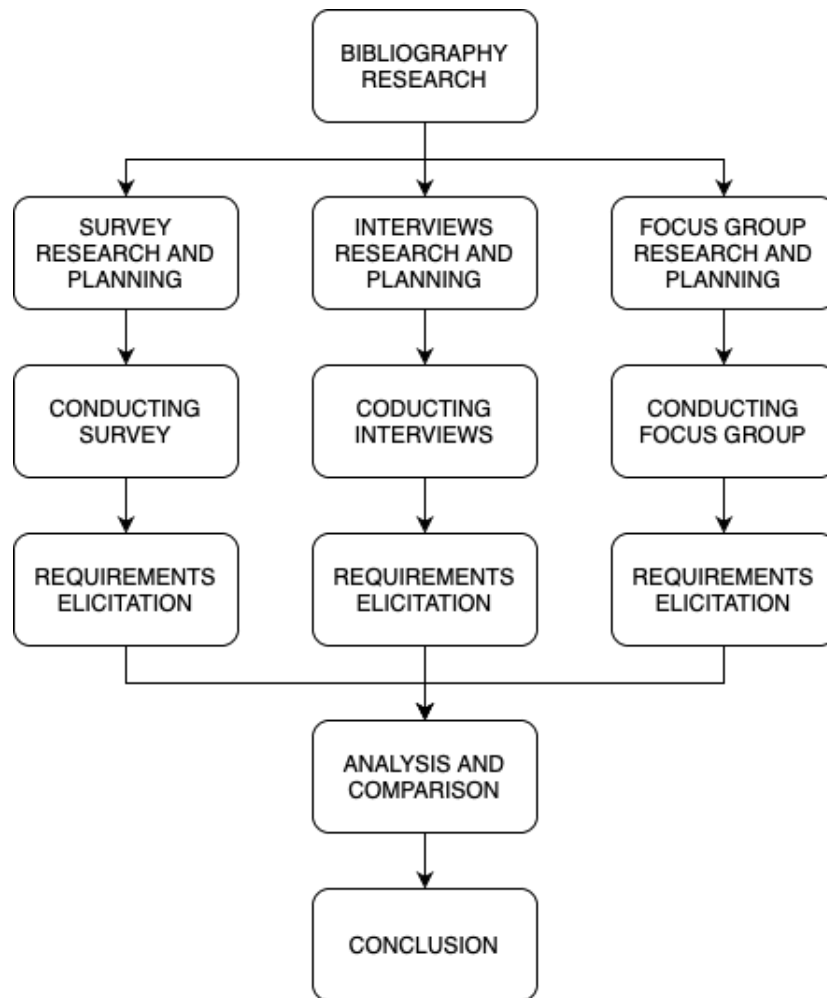 BIBLIOGRAPHY
RESEARCH
SURVEY
RESEARCH AND
PLANNING
INTERVIEWS
RESEARCH AND
PLANNING
FOCUS GROUP
RESEARCH AND
PLANNING
CONDUCTING
SURVEY
CODUCTING
INTERVIEWS
CONDUCTING
FOCUS GROUP
REQUIREMENTS
ELICITATION
REQUIREMENTS
ELICITATION
REQUIREMENTS
ELICITATION
ANALYSIS AND
COMPARISON
CONCLUSION